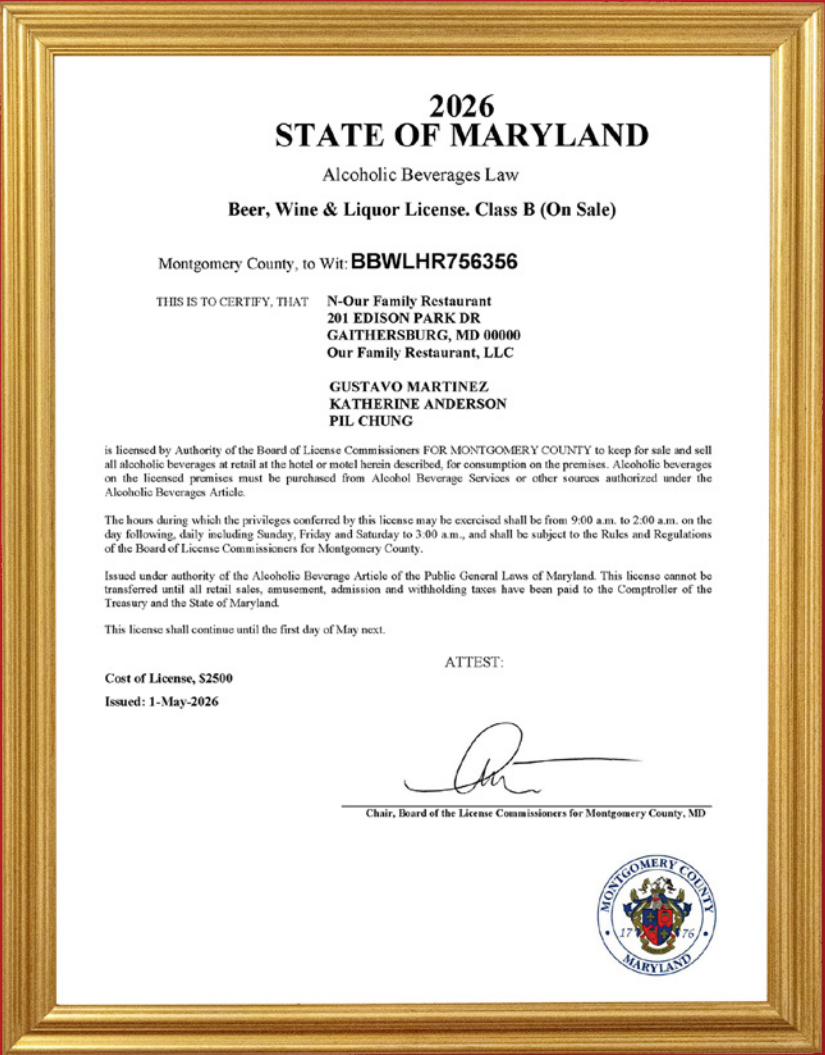 2026
STATE OF MARYLAND
Alcoholic Beverages Law
Beer, Wine & Liquor License. Class B (On Sale)
Montgomery County, to Wit: BBWLHR756356
THIS IS TO CERTIFY, THAT N-Our Family Restaurant
201 EDISON PARK DR
GAITHERSBURG, MD 00000
Our Family Restaurant, LLC
GUSTAVO MARTINEZ
KATHERINE ANDERSON
PIL CHUNG
is licensed by Authority of the Board of License Commissioners FOR MONTGOMERY COUNTY to keep for sale and sell
all alcoholic beverages at retail at the hotel or motel herein described, for consumption on the premises. Alcoholic beverages
on the licensed premises must be purchased from Alcohol Beverage Services or other sources authorized under the
Alcoholic Beverages Article.
The hours during which the privileges conferred by this license may be exercised shall be from 9:00 a.m. to 2:00 a.m. on the
day following, daily including Sunday, Friday and Saturday to 3:00 a.m., and shall be subject to the Rules and Regulations
of the Board of License Commissioners for Montgomery County.
Issued under authority of the Alcoholic Beverage Article of the Public General Laws of Maryland. This license cannot be
transferred until all retail sales, amusement, admission and withholding taxes have been paid to the Comptroller of the
Treasury and the State of Maryland.
This license shall continue until the first day of May next.
ATTEST:
Cost of License, $2500
Issued: 1-May-2026
Chair, Board of the License Commissioners for Montgomery County, MD
MONTGOMERY COUNTY
17 76
MARYLAND